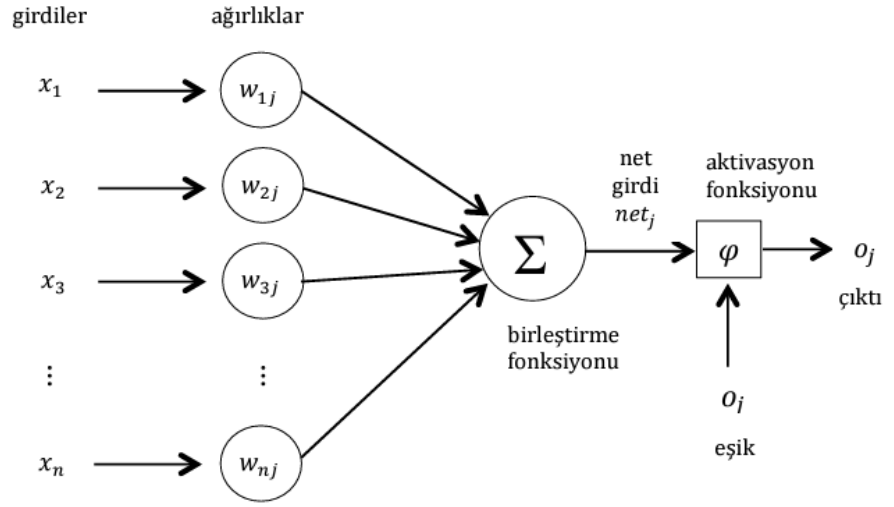 girdiler
ağırlıklar
x₁
w₁ⱼ
x₂
w₂ⱼ
x₃
w₃ⱼ
⋮
⋮
xₙ
wₙⱼ
Σ
birleştirme
fonksiyonu
net
girdi
netⱼ
aktivasyon
fonksiyonu
φ
oⱼ
çıktı
oⱼ
eşik